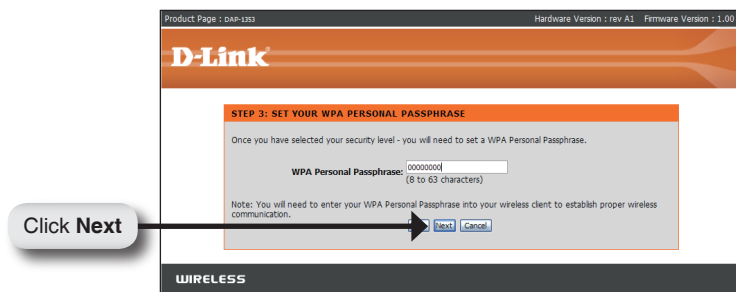 Product Page : DAP-1353 Hardware Version : rev A1 Firmware Version : 1.00
D-Link
STEP 3: SET YOUR WPA PERSONAL PASSPHRASE
Once you have selected your security level - you will need to set a WPA Personal Passphrase.
WPA Personal Passphrase: 00000000
(8 to 63 characters)
Note: You will need to enter your WPA Personal Passphrase into your wireless client to establish proper wireless
communication.
Click Next
Next Cancel
WIRELESS